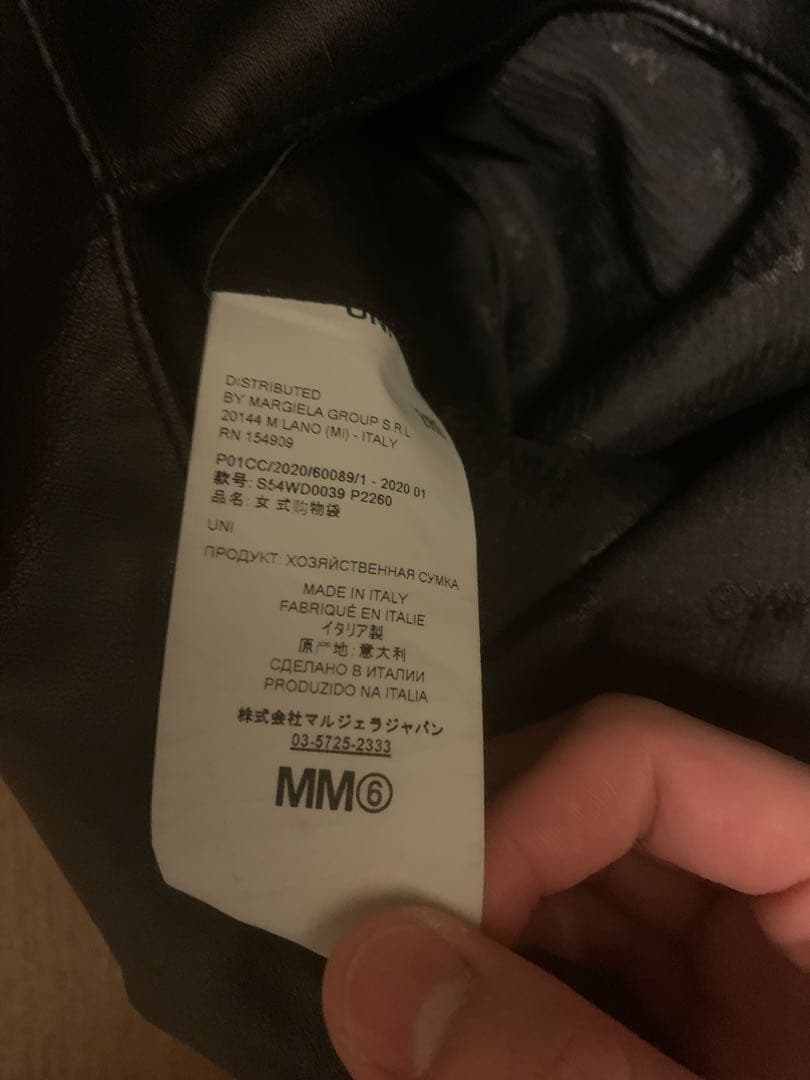 UNI
DISTRIBUTED
BY MARGIELA GROUP S.R.L
20144 M LANO (MI) - ITALY
RN 154909
P01CC/2020/60089/1 - 2020 01
款号: S54WD0039 P2260
品名: 女 式购物袋
UNI
ПРОДУКТ: ХОЗЯЙСТВЕННАЯ СУМКА
MADE IN ITALY
FABRIQUÉ EN ITALIE
イタリア製
原产地:意大利
СДЕЛАНО В ИТАЛИИ
PRODUZIDO NA ITALIA
株式会社マルジェラジャパン
03-5725-2333
MM⑥